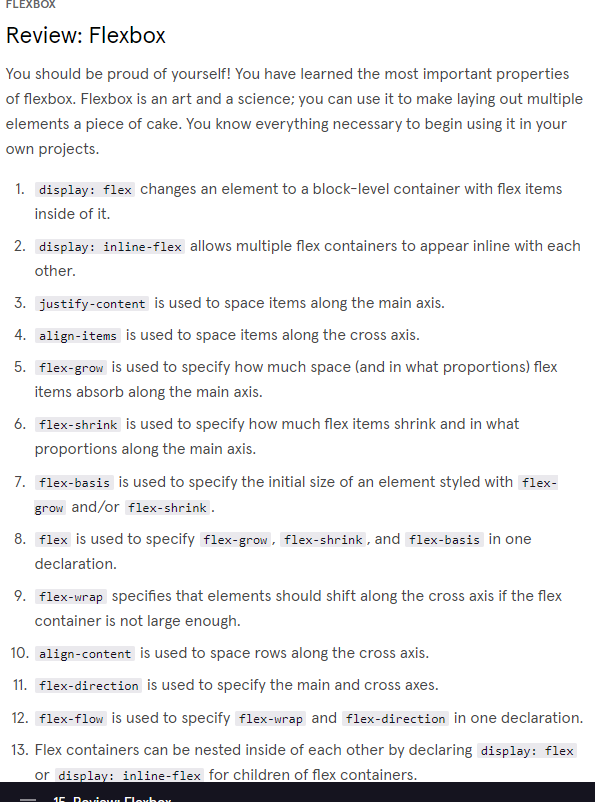 FLEXBOX
Review: Flexbox
You should be proud of yourself! You have learned the most important properties
of flexbox. Flexbox is an art and a science; you can use it to make laying out multiple
elements a piece of cake. You know everything necessary to begin using it in your
own projects.
1. display: flex changes an element to a block-level container with flex items
inside of it.
2. display: inline-flex allows multiple flex containers to appear inline with each
other.
3. justify-content is used to space items along the main axis.
4. align-items is used to space items along the cross axis.
5. flex-grow is used to specify how much space (and in what proportions) flex
items absorb along the main axis.
6. flex-shrink is used to specify how much flex items shrink and in what
proportions along the main axis.
7. flex-basis is used to specify the initial size of an element styled with flex-
grow and/or flex-shrink.
8. flex is used to specify flex-grow, flex-shrink, and flex-basis in one
declaration.
9. flex-wrap specifies that elements should shift along the cross axis if the flex
container is not large enough.
10. align-content is used to space rows along the cross axis.
11. flex-direction is used to specify the main and cross axes.
12. flex-flow is used to specify flex-wrap and flex-direction in one declaration.
13. Flex containers can be nested inside of each other by declaring display: flex
or display: inline-flex for children of flex containers.
15. Review: Flexbox